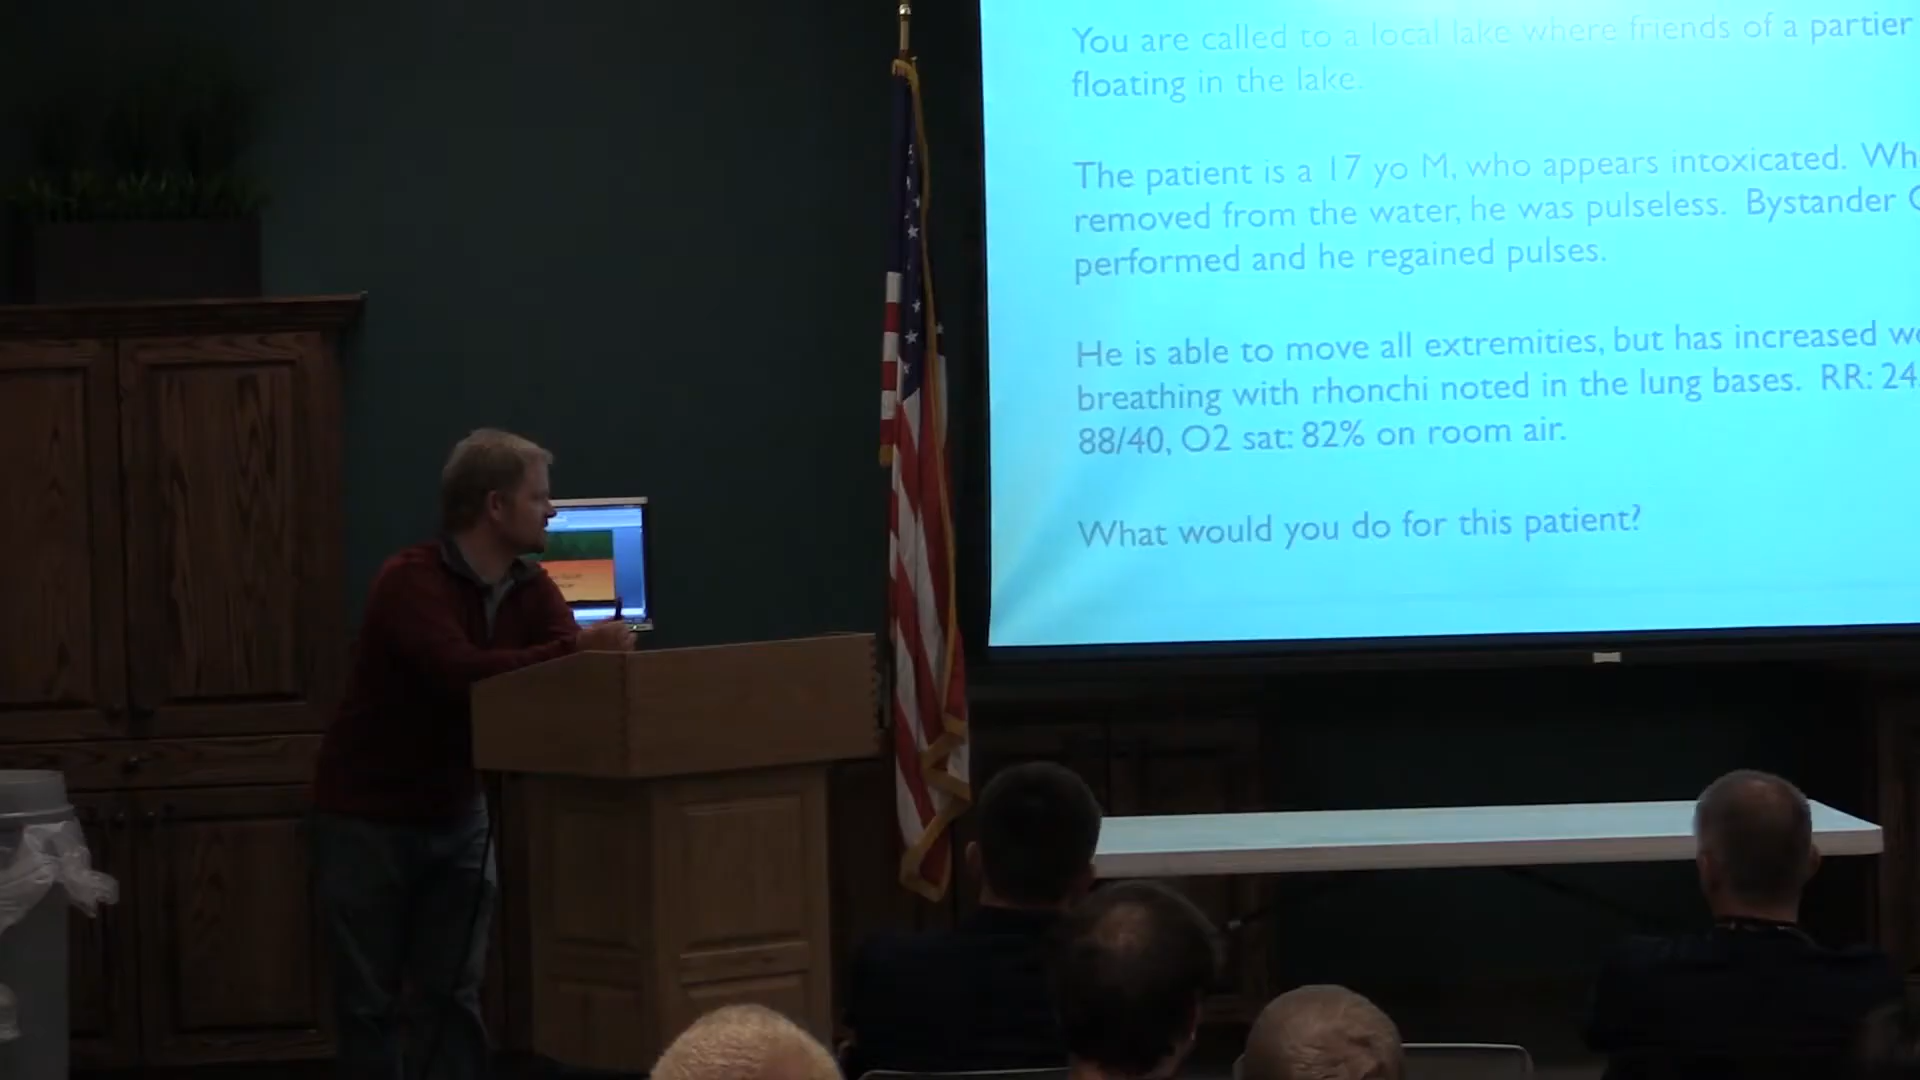 You are called to a local lake where friends of a partier
floating in the lake.
The patient is a 17 yo M, who appears intoxicated. Wh
removed from the water, he was pulseless. Bystander C
performed and he regained pulses.
He is able to move all extremities, but has increased wo
breathing with rhonchi noted in the lung bases. RR: 24,
88/40, O2 sat: 82% on room air.
What would you do for this patient?